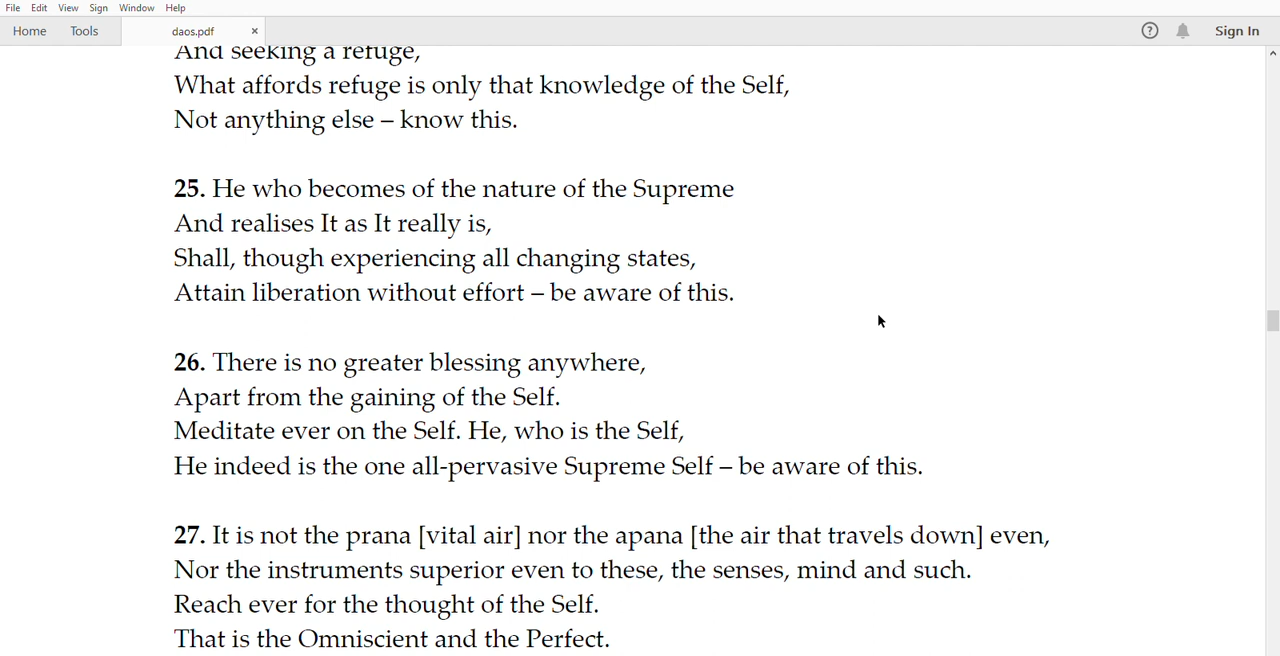 File Edit View Sign Window Help
Home Tools daos.pdf × ? Sign In
And seeking a refuge,
What affords refuge is only that knowledge of the Self,
Not anything else – know this.
25. He who becomes of the nature of the Supreme
And realises It as It really is,
Shall, though experiencing all changing states,
Attain liberation without effort – be aware of this.
26. There is no greater blessing anywhere,
Apart from the gaining of the Self.
Meditate ever on the Self. He, who is the Self,
He indeed is the one all-pervasive Supreme Self – be aware of this.
27. It is not the prana [vital air] nor the apana [the air that travels down] even,
Nor the instruments superior even to these, the senses, mind and such.
Reach ever for the thought of the Self.
That is the Omniscient and the Perfect.